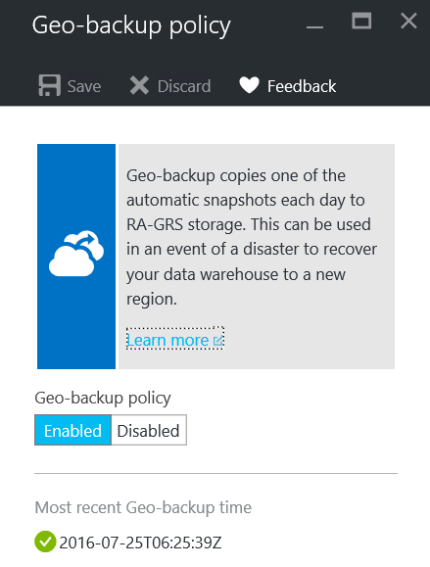 Geo-backup policy
Save Discard Feedback
Geo-backup copies one of the
automatic snapshots each day to
RA-GRS storage. This can be used
in an event of a disaster to recover
your data warehouse to a new
region.
Learn more
Geo-backup policy
Enabled Disabled
Most recent Geo-backup time
2016-07-25T06:25:39Z